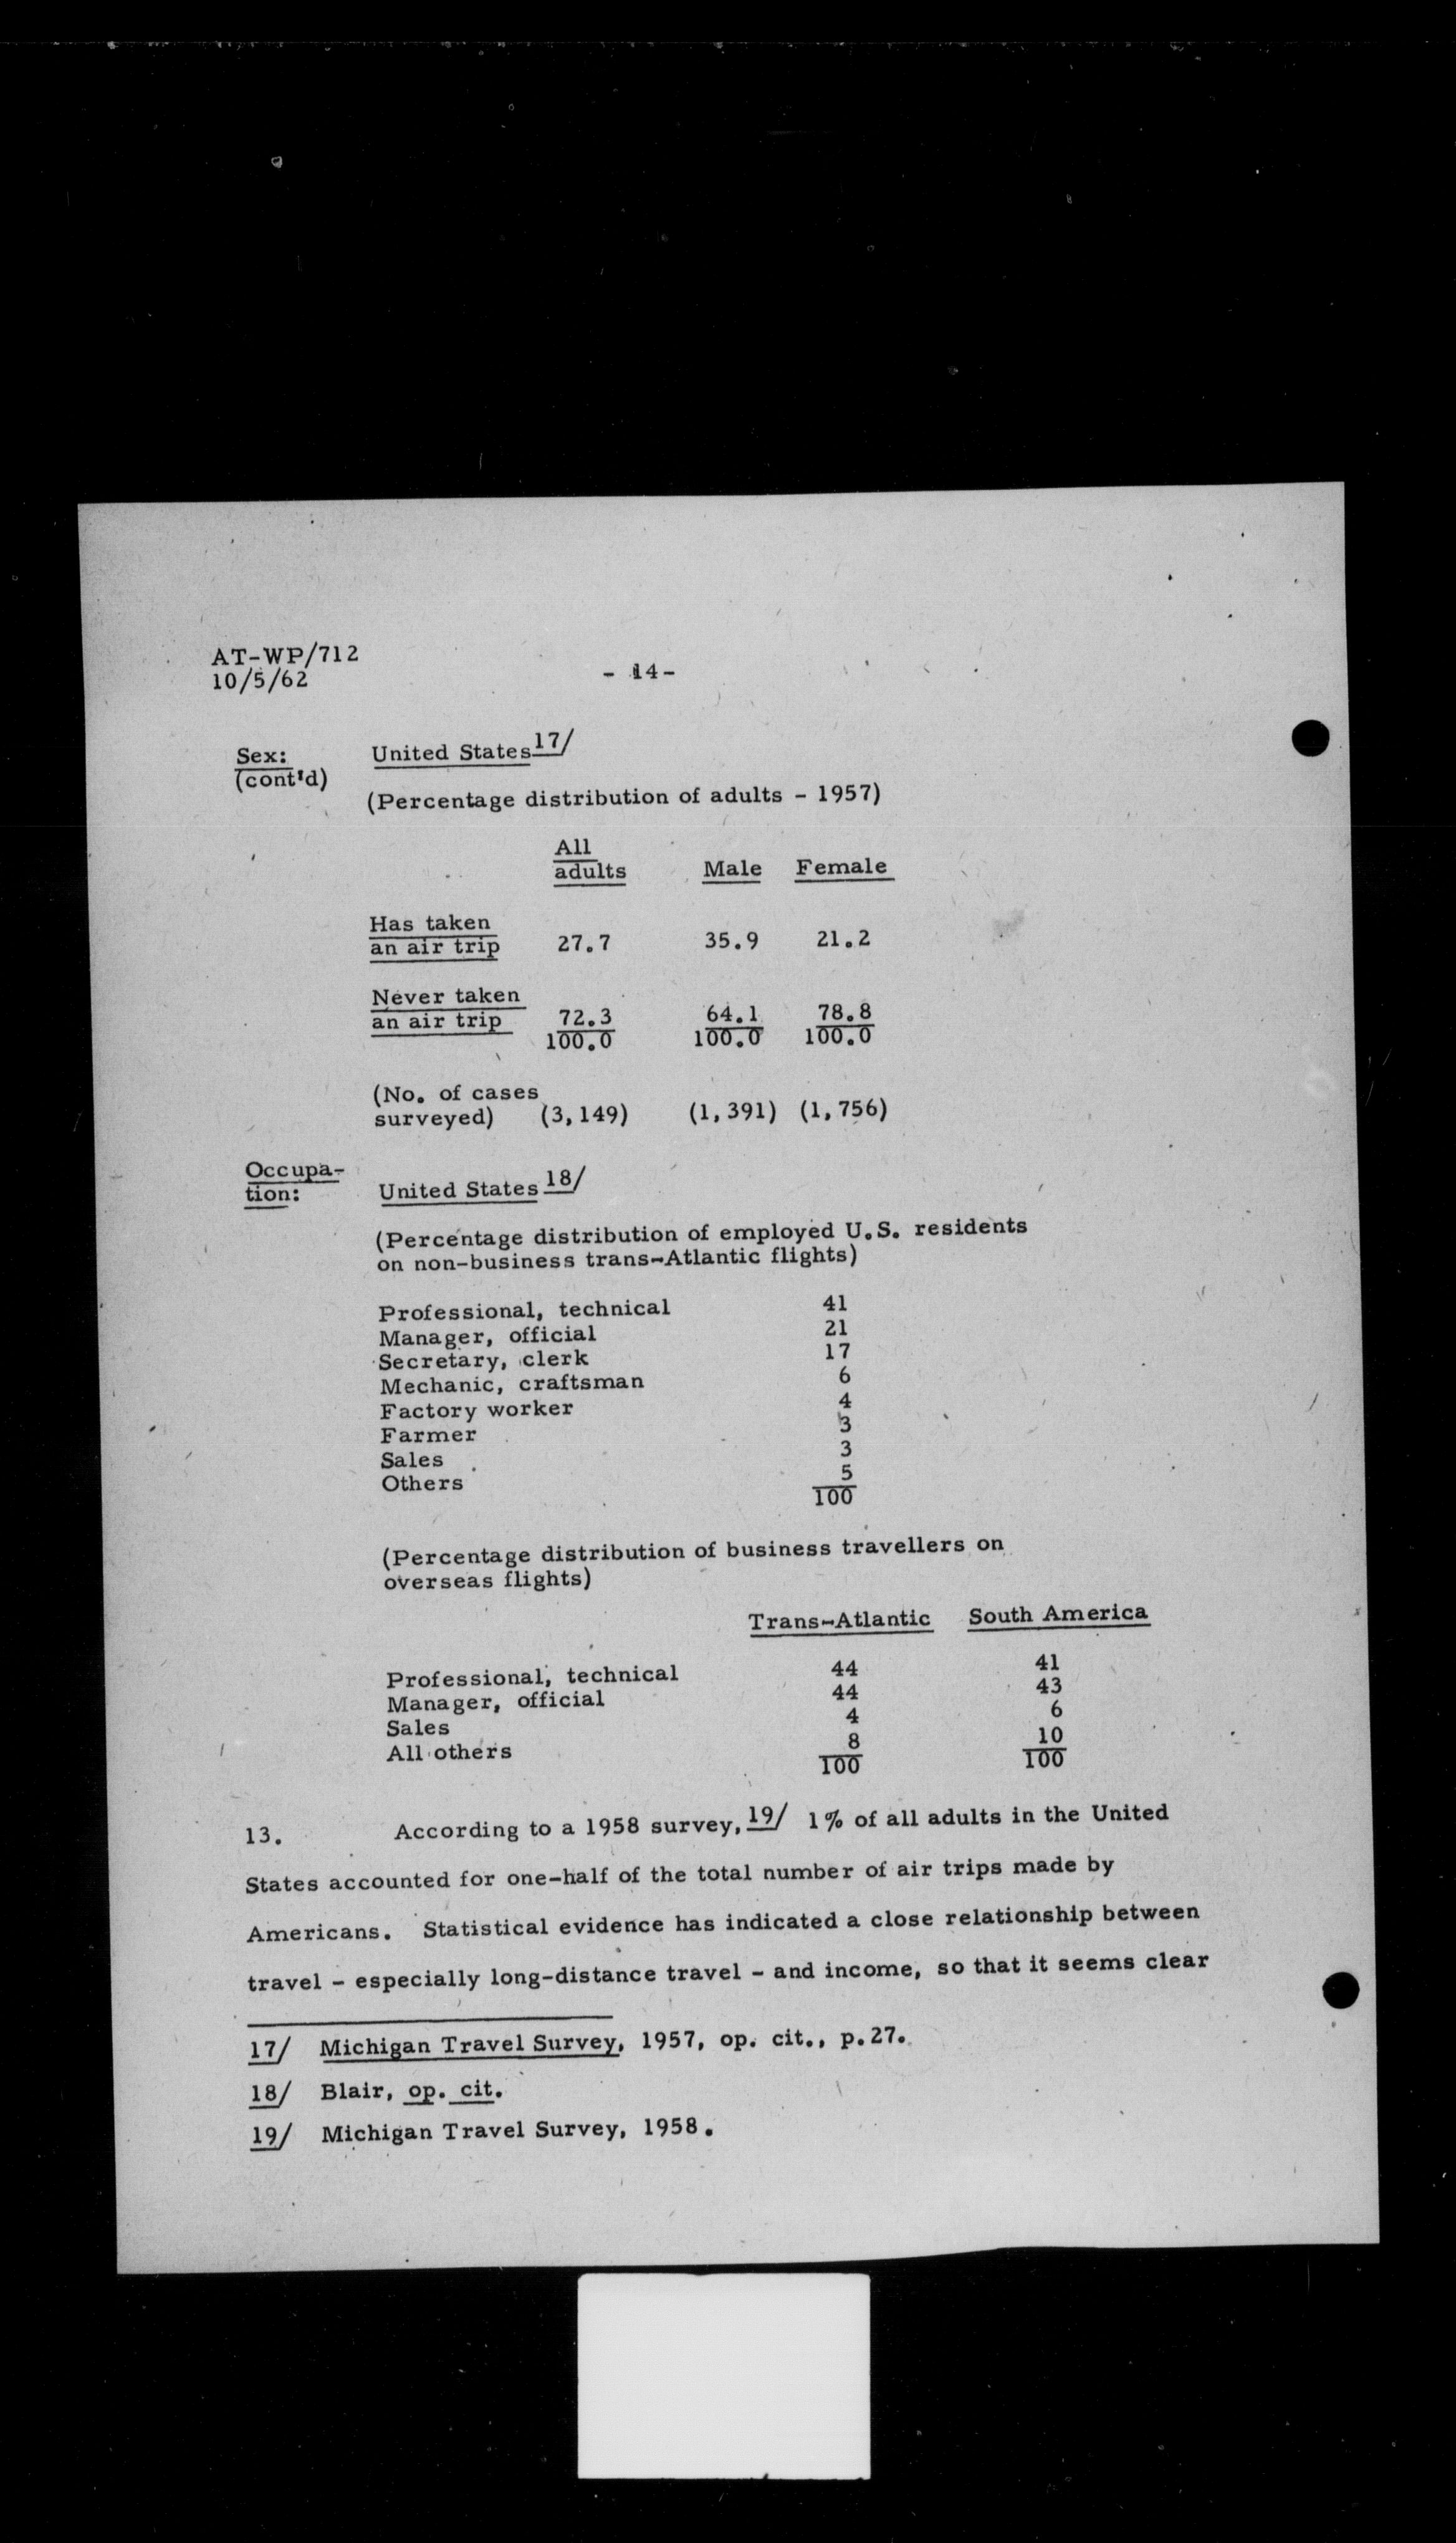 AT-WP/712
10/5/62
- 14-
Sex:
(cont'd)
United States 17/
(Percentage distribution of adults - 1957)
All
adults Male Female
Has taken
an air trip 27.7 35.9 21.2
Never taken
an air trip 72.3 64.1 78.8
100.0 100.0 100.0
(No. of cases
surveyed) (3,149) (1,391) (1,756)
Occupa-
tion:
United States 18/
(Percentage distribution of employed U.S. residents
on non-business trans-Atlantic flights)
Professional, technical 41
Manager, official 21
Secretary, clerk 17
Mechanic, craftsman 6
Factory worker 4
Farmer 3
Sales 3
Others 5
100
(Percentage distribution of business travellers on
overseas flights)
Trans-Atlantic South America
Professional, technical 44 41
Manager, official 44 43
Sales 4 6
All others 8 10
100 100
13. According to a 1958 survey, 19/ 1% of all adults in the United
States accounted for one-half of the total number of air trips made by
Americans. Statistical evidence has indicated a close relationship between
travel - especially long-distance travel - and income, so that it seems clear
17/ Michigan Travel Survey, 1957, op. cit., p.27.
18/ Blair, op. cit.
19/ Michigan Travel Survey, 1958.